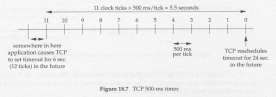 11 clock ticks × 500 ms/tick = 5.5 seconds
11 10 9 8 7 6 5 4 3 2 1 0
somewhere in here
application causes TCP
to set timeout for 6 sec.
(12 ticks) in the future
400 ms
per tick
TCP reschedules
timeout for 24 sec.
in the future
Figure 18.7 TCP 500-ms timer.